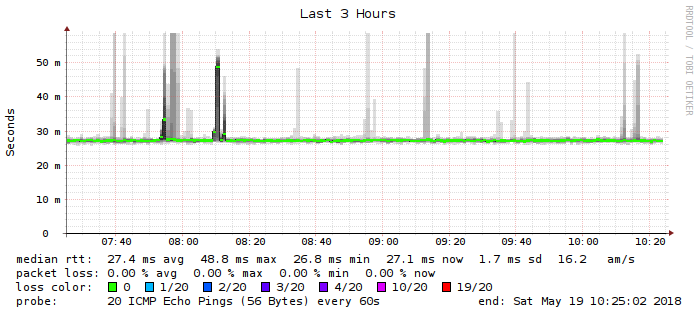 Last 3 Hours
RRDTOOL / TOBI OETIKER
Seconds
50 m
40 m
30 m
20 m
10 m
0
07:40 08:00 08:20 08:40 09:00 09:20 09:40 10:00 10:20
median rtt: 27.4 ms avg 48.8 ms max 26.8 ms min 27.1 ms now 1.7 ms sd 16.2 am/s
packet loss: 0.00 % avg 0.00 % max 0.00 % min 0.00 % now
loss color: 0 1/20 2/20 3/20 4/20 10/20 19/20
probe: 20 ICMP Echo Pings (56 Bytes) every 60s end: Sat May 19 10:25:02 2018